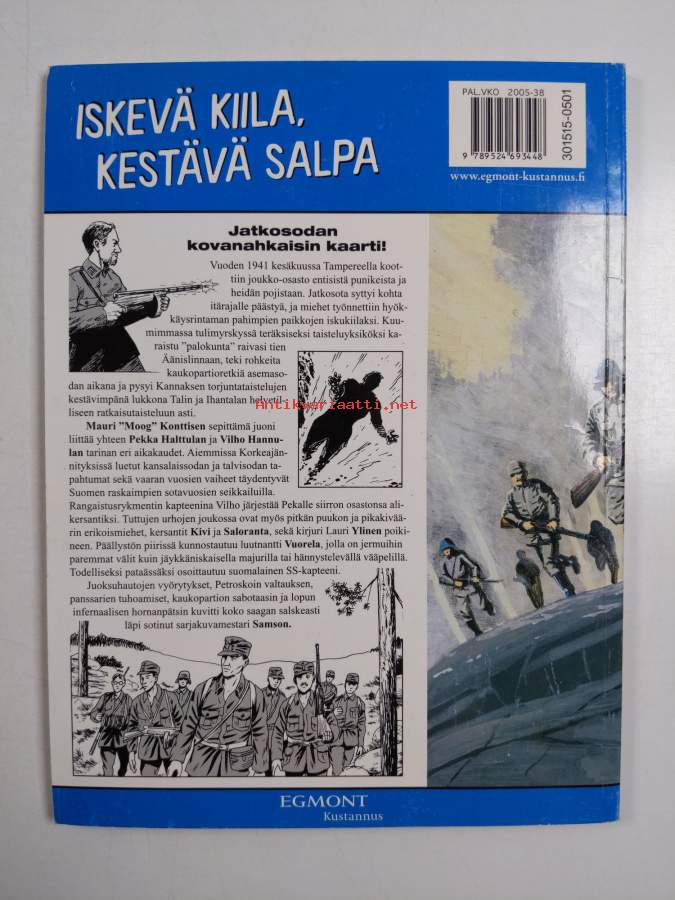 ISKEVÄ KIILA,
KESTÄVÄ SALPA
PAL.VKO 2005-38
9 789524 693448
301515-0501
www.egmont-kustannus.fi
Jatkosodan
kovanahkaisin kaarti!
Vuoden 1941 kesäkuussa Tampereella koot-
tiin joukko-osasto entisistä punikeista ja
heidän pojistaan. Jatkosota syttyi kohta
itärajalle päästyä, ja miehet työnnettiin hyök-
käysrintaman pahimpien paikkojen iskukiilaksi. Kuu-
mimmassa tulimyrskyssä teräksiseksi taisteluyksiköksi ka-
raistu "palokunta" raivasi tien
Äänislinnaan, teki rohkeita
kaukopartioretkiä asemaso-
dan aikana ja pysyi Kannaksen torjuntataistelujen
kestävimpänä lukkona Talin ja Ihantalan helvetil-
liseen ratkaisutaisteluun asti.
Antikvariaatti.net
Mauri "Moog" Konttisen sepittämä juoni
liittää yhteen Pekka Halttulan ja Vilho Hannu-
lan tarinan eri aikakaudet. Aiemmissa Korkeajän-
nityksissä luetut kansalaissodan ja talvisodan ta-
pahtumat sekä vaaran vuosien vaiheet täydentyvät
Suomen raskaimpien sotavuosien seikkailuilla.
Rangaistusrykmentin kapteenina Vilho järjestää Pekalle siirron osastonsa ali-
kersantiksi. Tuttujen urhojen joukossa ovat myös pitkän puukon ja pikakivää-
rin erikoismiehet, kersantit Kivi ja Saloranta, sekä kirjuri Lauri Ylinen poiki-
neen. Päällystön piirissä kunnostautuu luutnantti Vuorela, jolla on jermuihin
paremmat välit kuin jäykkäniskaisella majurilla tai hännystelevällä vääpelillä.
Todelliseksi pataässäksi osoittautuu suomalainen SS-kapteeni.
Juoksuhautojen vyörytykset, Petroskoin valtauksen,
panssarien tuhoamiset, kaukopartion sabotaasin ja lopun
infernaalisen hornanpätsin kuvitti koko saagan salskeasti
läpi sotinut sarjakuvamestari Samson.
EGMONT
Kustannus